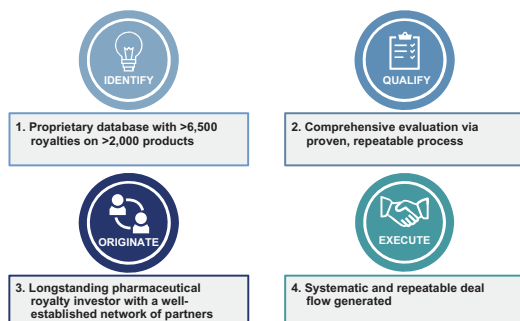 IDENTIFY
1. Proprietary database with >6,500
royalties on >2,000 products
QUALIFY
2. Comprehensive evaluation via
proven, repeatable process
ORIGINATE
3. Longstanding pharmaceutical
royalty investor with a well-
established network of partners
EXECUTE
4. Systematic and repeatable deal
flow generated